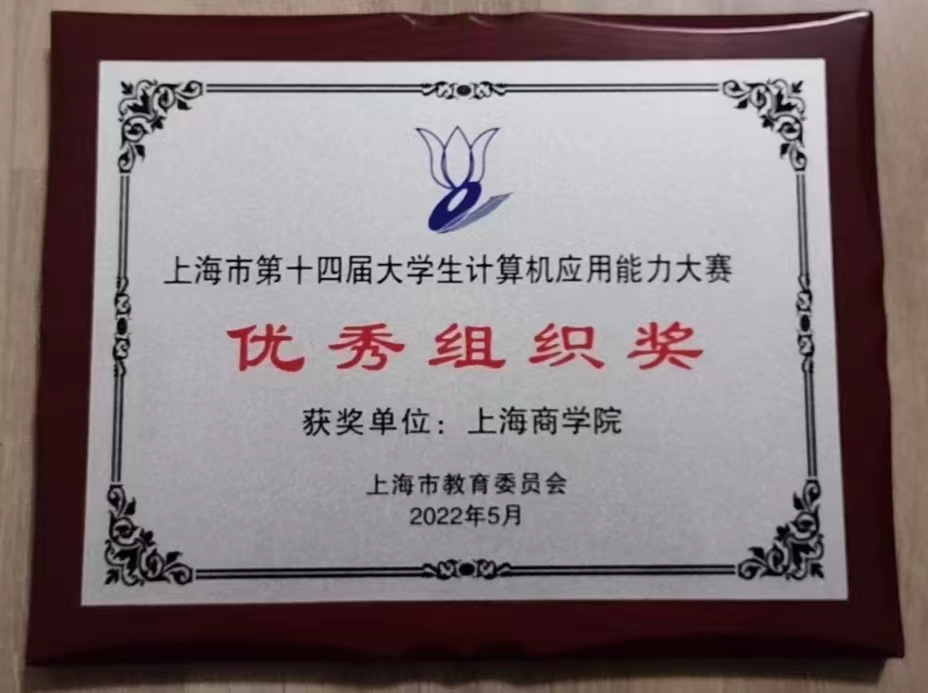 上海市第十四届大学生计算机应用能力大赛
优秀组织奖
获奖单位：上海商学院
上海市教育委员会
2022年5月